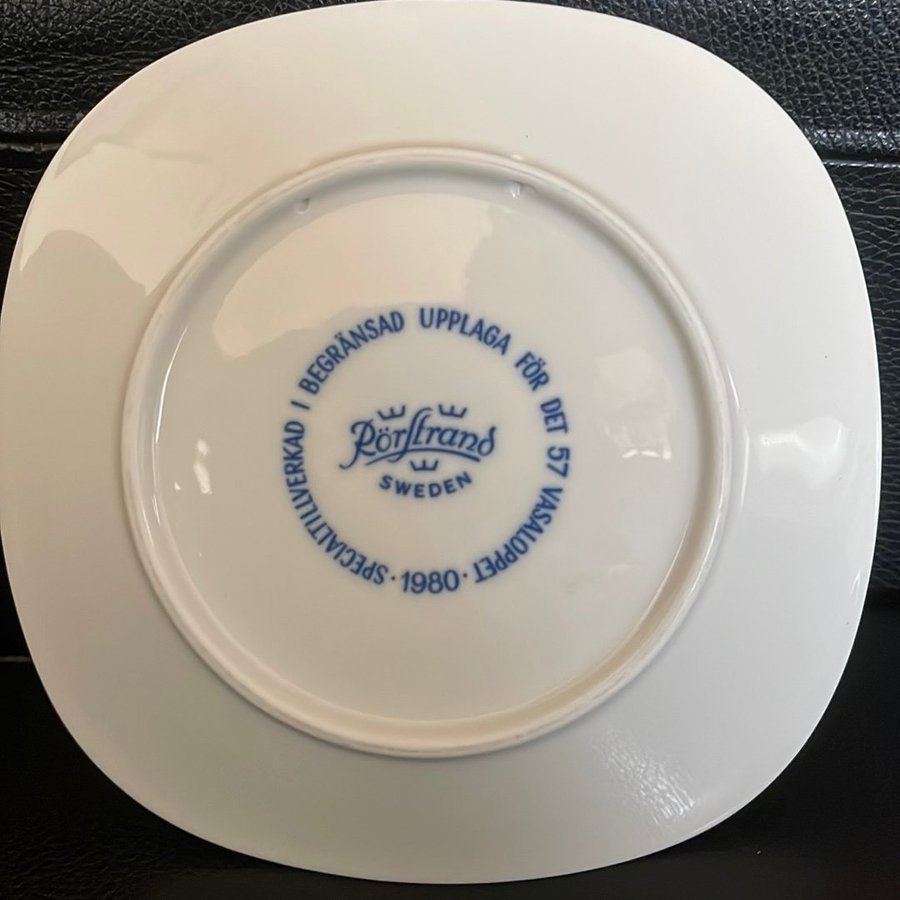 SPECIALTILLVERKAD I BEGRÄNSAD UPPLAGA FÖR DET 57 VASALOPPET · 1980 ·
Rörstrand
SWEDEN